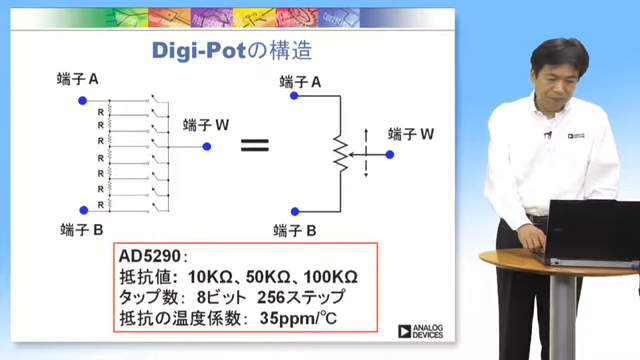 Digi-Potの構造
端子A
端子A
R
R
R
R
R
R
R
端子W
端子W
端子B
端子B
AD5290:
抵抗値: 10KΩ、50KΩ、100KΩ
タップ数: 8ビット 256ステップ
抵抗の温度係数: 35ppm/℃
ANALOG
DEVICES